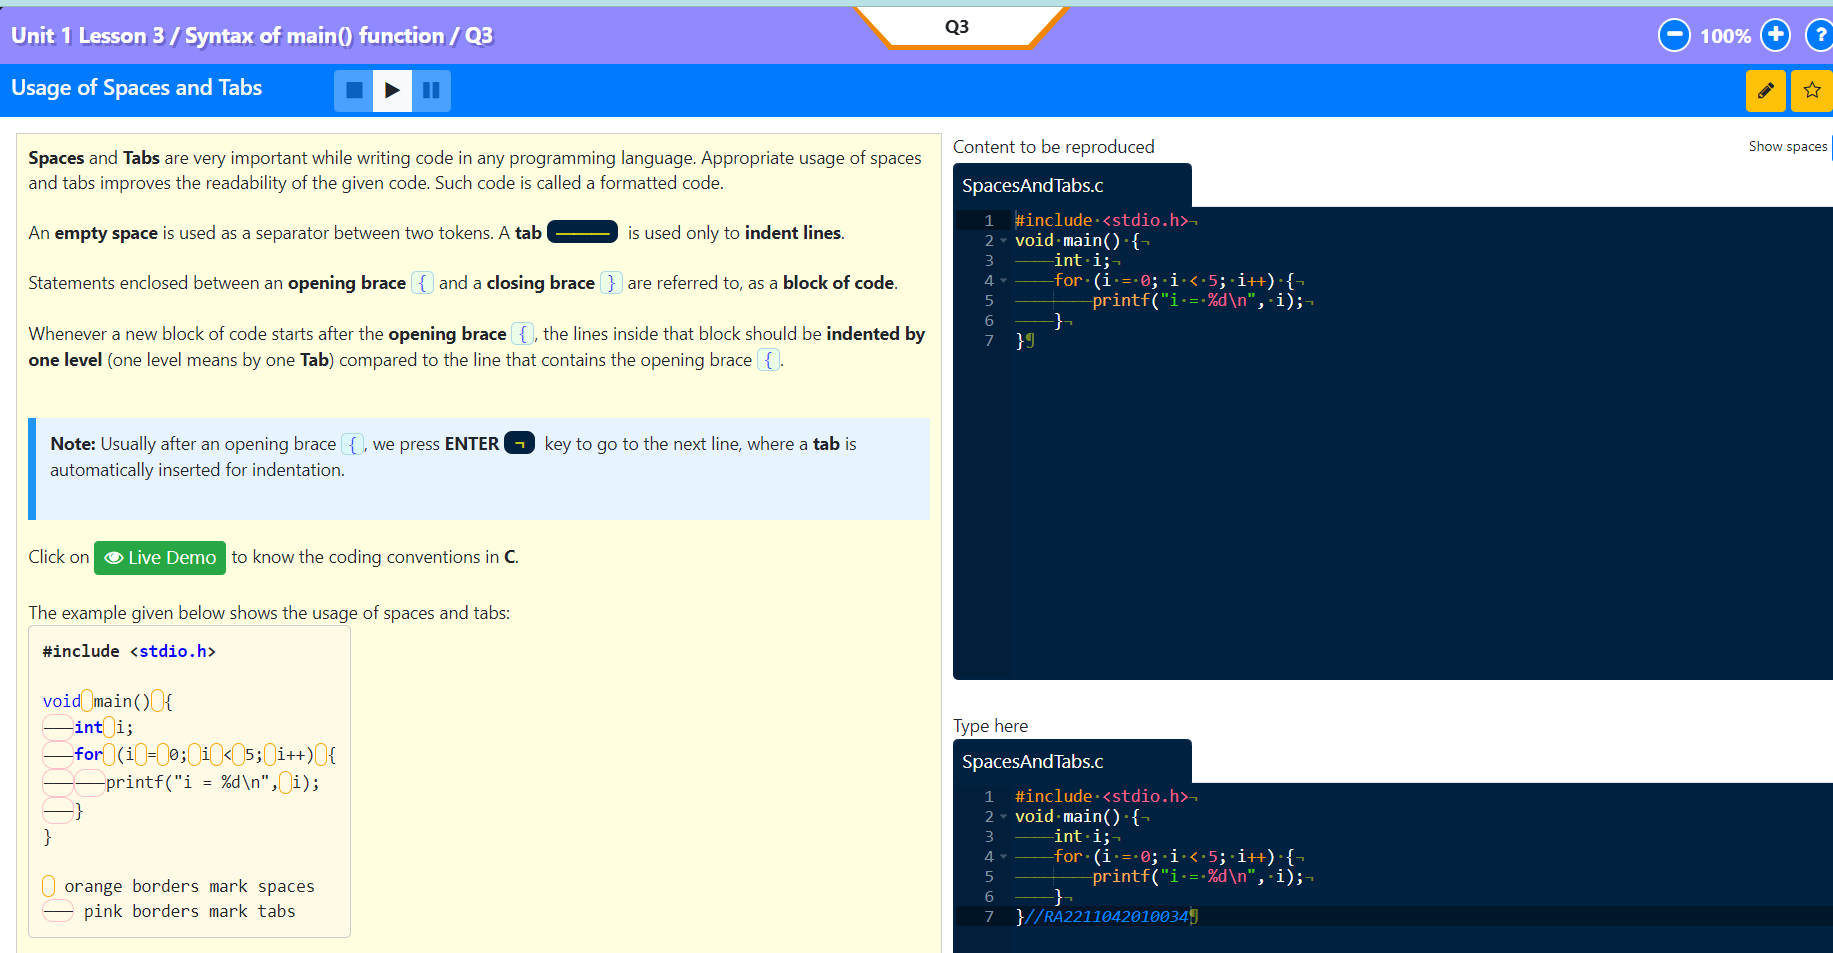 Unit 1 Lesson 3 / Syntax of main() function / Q3
Q3
100%
?
Usage of Spaces and Tabs
Spaces and Tabs are very important while writing code in any programming language. Appropriate usage of spaces
and tabs improves the readability of the given code. Such code is called a formatted code.
An empty space is used as a separator between two tokens. A tab ——— is used only to indent lines.
Statements enclosed between an opening brace { and a closing brace } are referred to, as a block of code.
Whenever a new block of code starts after the opening brace {, the lines inside that block should be indented by
one level (one level means by one Tab) compared to the line that contains the opening brace {.
Note: Usually after an opening brace {, we press ENTER ¬ key to go to the next line, where a tab is
automatically inserted for indentation.
Click on Live Demo to know the coding conventions in C.
The example given below shows the usage of spaces and tabs:
#include <stdio.h>
void main() {
———int i;
———for (i = 0; i < 5; i++) {
——————printf("i = %d\n", i);
———}
}
orange borders mark spaces
——— pink borders mark tabs
Content to be reproduced
Show spaces
SpacesAndTabs.c
1 #include·<stdio.h>¬
2 void·main()·{¬
3 ————int·i;¬
4 ————for·(i·=·0;·i·<·5;·i++)·{¬
5 ————————printf("i·=·%d\n",·i);¬
6 ————}¬
7 }¶
Type here
SpacesAndTabs.c
1 #include·<stdio.h>¬
2 void·main()·{¬
3 ————int·i;¬
4 ————for·(i·=·0;·i·<·5;·i++)·{¬
5 ————————printf("i·=·%d\n",·i);¬
6 ————}¬
7 }//RA2211042010034¶